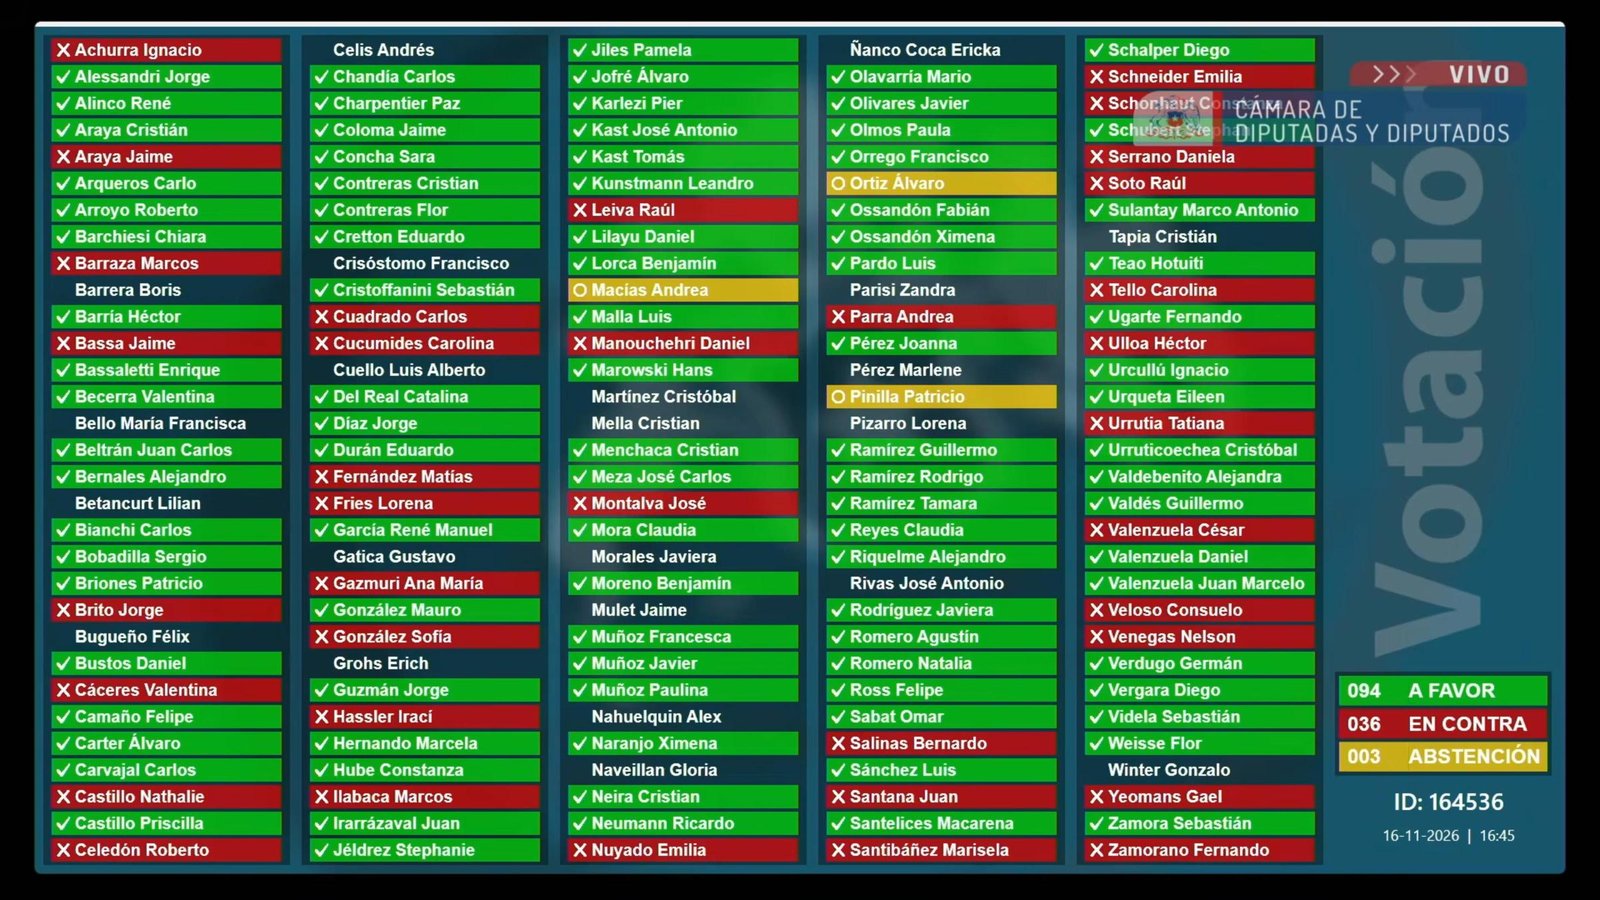 Achurra Ignacio
Alessandri Jorge
Alinco René
Araya Cristián
Araya Jaime
Arqueros Carlo
Arroyo Roberto
Barchiesi Chiara
Barraza Marcos
Barrera Boris
Barría Héctor
Bassa Jaime
Bassaletti Enrique
Becerra Valentina
Bello María Francisca
Beltrán Juan Carlos
Bernales Alejandro
Betancurt Lilian
Bianchi Carlos
Bobadilla Sergio
Briones Patricio
Brito Jorge
Bugueño Félix
Bustos Daniel
Cáceres Valentina
Camaño Felipe
Carter Álvaro
Carvajal Carlos
Castillo Nathalie
Castillo Priscilla
Celedón Roberto
Celis Andrés
Chandía Carlos
Charpentier Paz
Coloma Jaime
Concha Sara
Contreras Cristian
Contreras Flor
Cretton Eduardo
Crisóstomo Francisco
Cristoffanini Sebastián
Cuadrado Carlos
Cucumides Carolina
Cuello Luis Alberto
Del Real Catalina
Díaz Jorge
Durán Eduardo
Fernández Matías
Fries Lorena
García René Manuel
Gatica Gustavo
Gazmuri Ana María
González Mauro
González Sofía
Grohs Erich
Guzmán Jorge
Hassler Irací
Hernando Marcela
Hube Constanza
Ilabaca Marcos
Irarrázaval Juan
Jéldrez Stephanie
Jiles Pamela
Jofré Álvaro
Karlezi Pier
Kast José Antonio
Kast Tomás
Kunstmann Leandro
Leiva Raúl
Lilayu Daniel
Lorca Benjamín
Macías Andrea
Malla Luis
Manouchehri Daniel
Marowski Hans
Martínez Cristóbal
Mella Cristian
Menchaca Cristian
Meza José Carlos
Montalva José
Mora Claudia
Morales Javiera
Moreno Benjamín
Mulet Jaime
Muñoz Francesca
Muñoz Javier
Muñoz Paulina
Nahuelquin Alex
Naranjo Ximena
Naveillan Gloria
Neira Cristian
Neumann Ricardo
Nuyado Emilia
Ñanco Coca Ericka
Olavarría Mario
Olivares Javier
Olmos Paula
Orrego Francisco
Ortiz Álvaro
Ossandón Fabián
Ossandón Ximena
Pardo Luis
Parisi Zandra
Parra Andrea
Pérez Joanna
Pérez Marlene
Pinilla Patricio
Pizarro Lorena
Ramírez Guillermo
Ramírez Rodrigo
Ramírez Tamara
Reyes Claudia
Riquelme Alejandro
Rivas José Antonio
Rodríguez Javiera
Romero Agustín
Romero Natalia
Ross Felipe
Sabat Omar
Salinas Bernardo
Sánchez Luis
Santana Juan
Santelices Macarena
Santibáñez Marisela
Schalper Diego
Schneider Emilia
Schonhaut Constanza
Schubert Stephan
Serrano Daniela
Soto Raúl
Sulantay Marco Antonio
Tapia Cristián
Teao Hotuiti
Tello Carolina
Ugarte Fernando
Ulloa Héctor
Urcullú Ignacio
Urqueta Eileen
Urrutia Tatiana
Urruticoechea Cristóbal
Valdebenito Alejandra
Valdés Guillermo
Valenzuela César
Valenzuela Daniel
Valenzuela Juan Marcelo
Veloso Consuelo
Venegas Nelson
Verdugo Germán
Vergara Diego
Videla Sebastián
Weisse Flor
Winter Gonzalo
Yeomans Gael
Zamora Sebastián
Zamorano Fernando
>>> VIVO
CÁMARA DE
DIPUTADAS Y DIPUTADOS
Votación
094 A FAVOR
036 EN CONTRA
003 ABSTENCIÓN
ID: 164536
16-11-2026 | 16:45